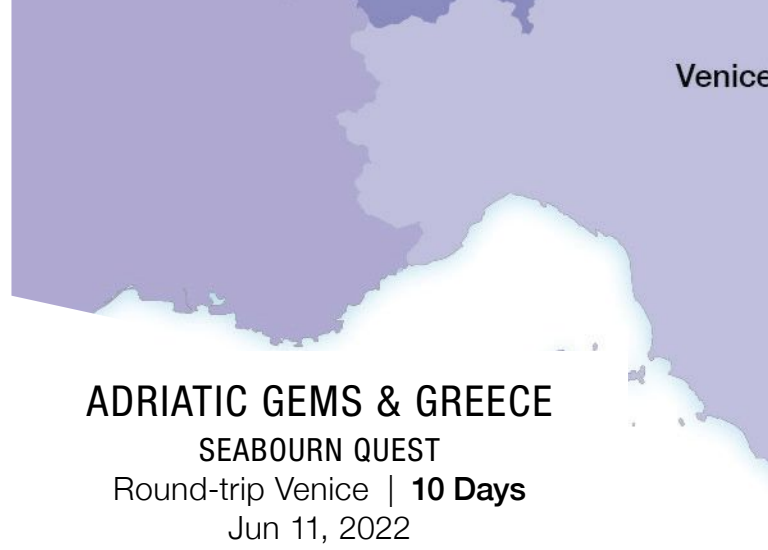 Venice
ADRIATIC GEMS & GREECE
SEABOURN QUEST
Round-trip Venice | 10 Days
Jun 11, 2022